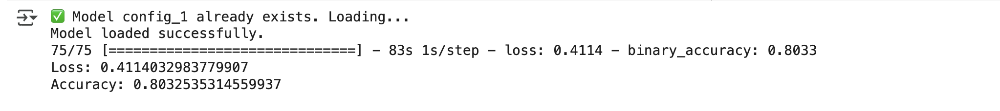 ✅ Model config_1 already exists. Loading...
Model loaded successfully.
75/75 [==============================] - 83s 1s/step - loss: 0.4114 - binary_accuracy: 0.8033
Loss: 0.4114032983779907
Accuracy: 0.8032535314559937